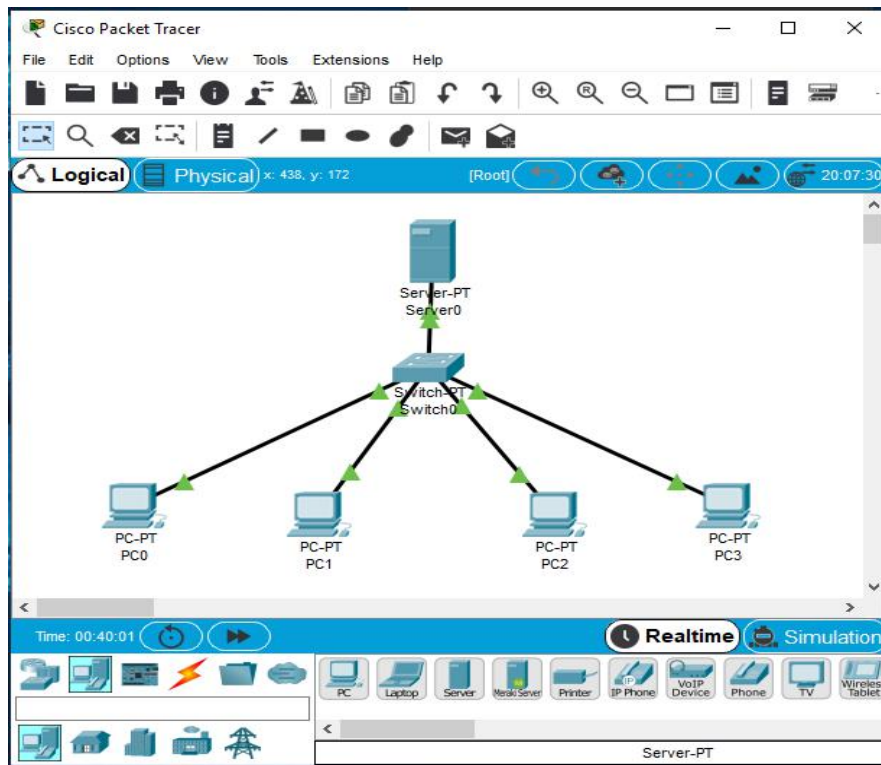 Cisco Packet Tracer
File Edit Options View Tools Extensions Help
Logical Physical x: 438, y: 172 [Root] 20:07:30
Server-PT
Server0
Switch-PT
Switch0
PC-PT
PC0
PC-PT
PC1
PC-PT
PC2
PC-PT
PC3
Time: 00:40:01 Realtime Simulation
PC Laptop Server Meraki Server Printer IP Phone VoIP Device Phone TV Wireles Tablet
Server-PT